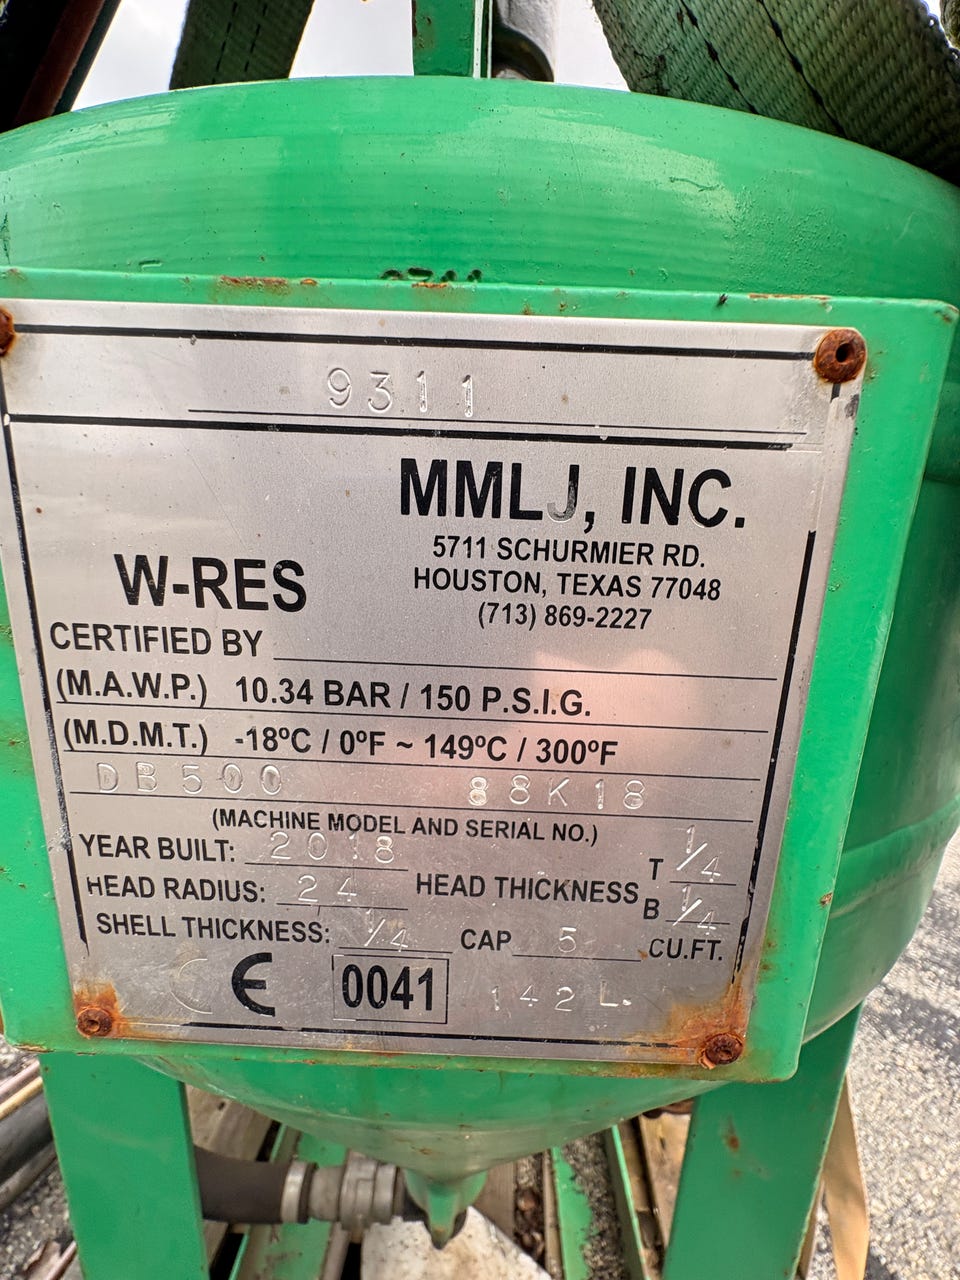 9311
MMLJ, INC.
5711 SCHURMIER RD.
HOUSTON, TEXAS 77048
(713) 869-2227
W-RES
CERTIFIED BY
(M.A.W.P.) 10.34 BAR / 150 P.S.I.G.
(M.D.M.T.) -18ºC / 0ºF ~ 149ºC / 300ºF
DB500 88K18
(MACHINE MODEL AND SERIAL NO.)
YEAR BUILT: 2018
HEAD RADIUS: 24 HEAD THICKNESS T 1/4
B 1/4
SHELL THICKNESS: 1/4 CAP 5 CU.FT.
CE 0041 142 L.